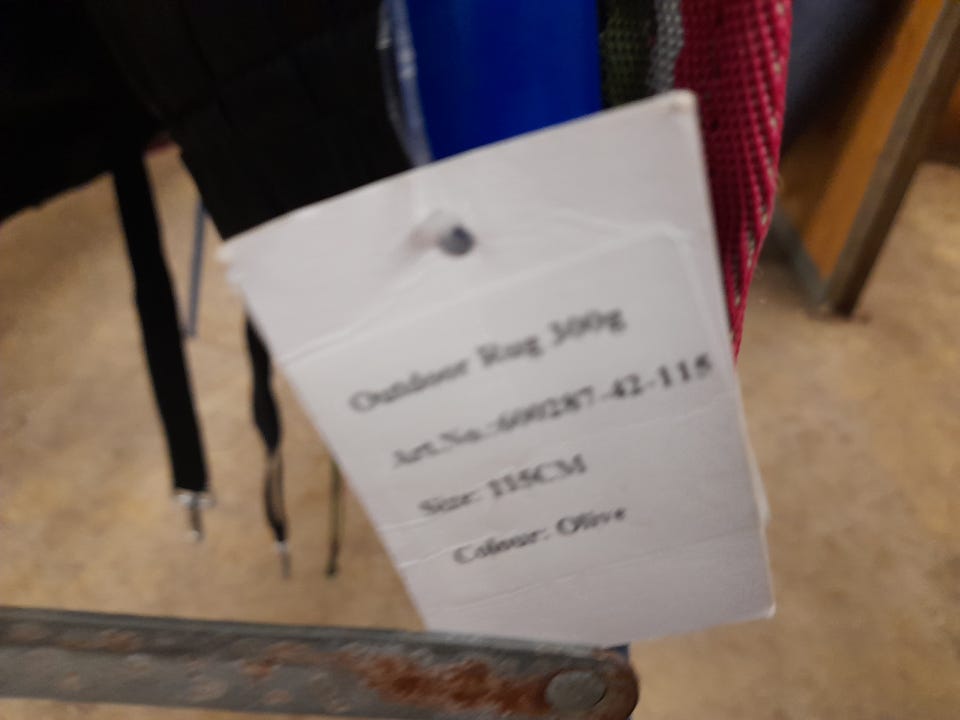 Outdoor Rug 300g
Art.No.:600287-42-115
Size: 115CM
Colour: Olive